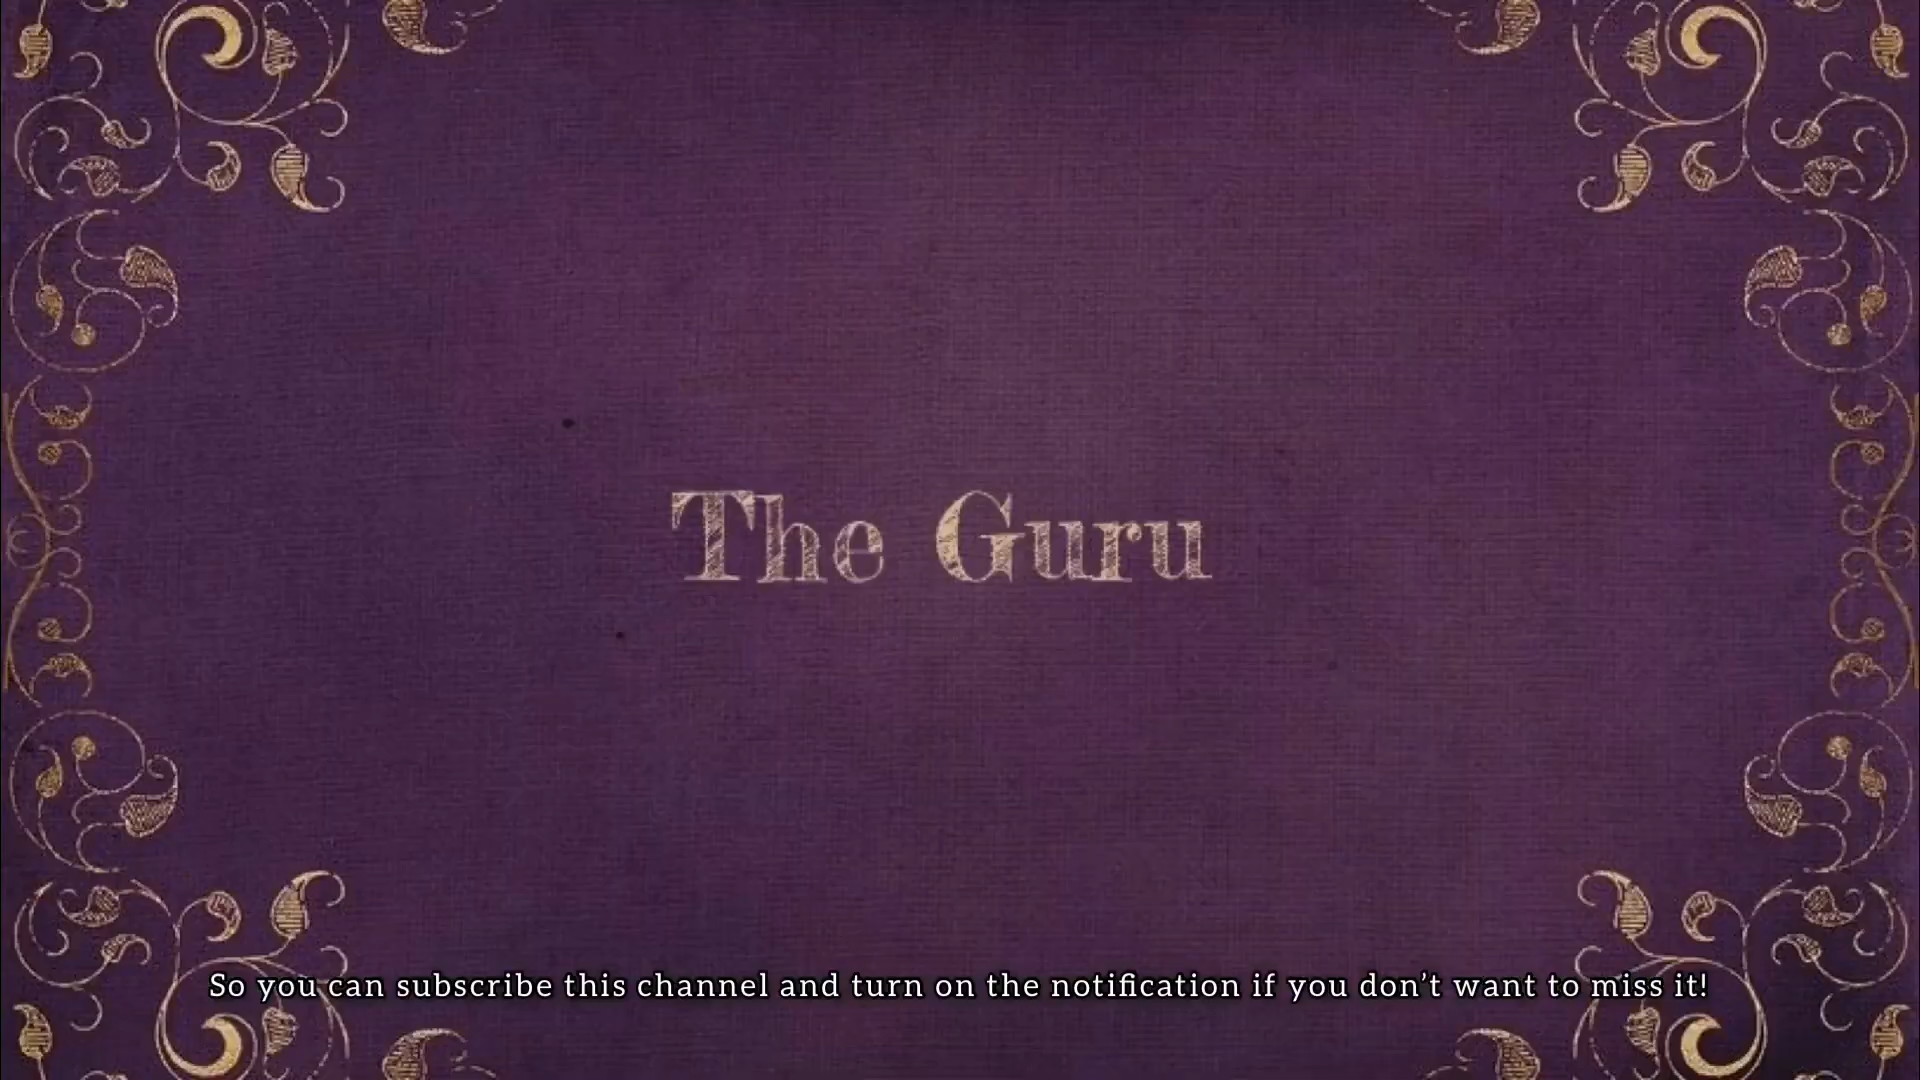 The Guru
So you can subscribe this channel and turn on the notification if you don’t want to miss it!